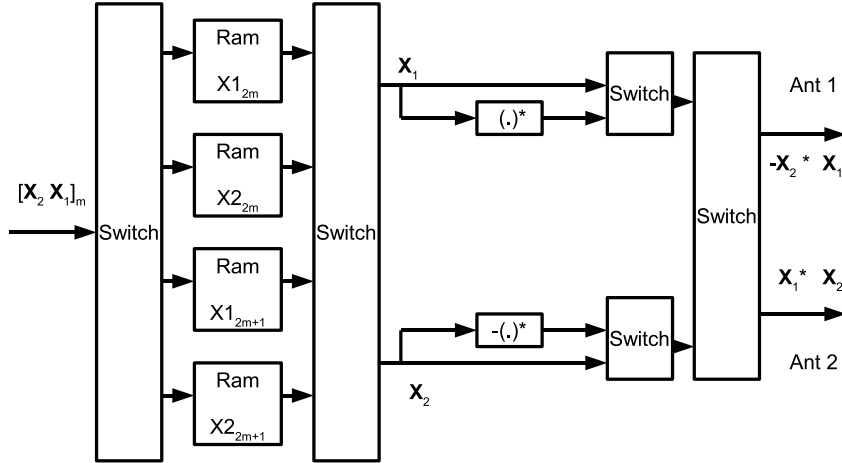 [X₂ X₁]ₘ
Switch
Ram
X1₂ₘ
Ram
X2₂ₘ
Ram
X1₂ₘ₊₁
Ram
X2₂ₘ₊₁
Switch
X₁
(.)*
Switch
-(.)*
X₂
Switch
Switch
Ant 1
-X₂ * X₁
X₁* X₂
Ant 2